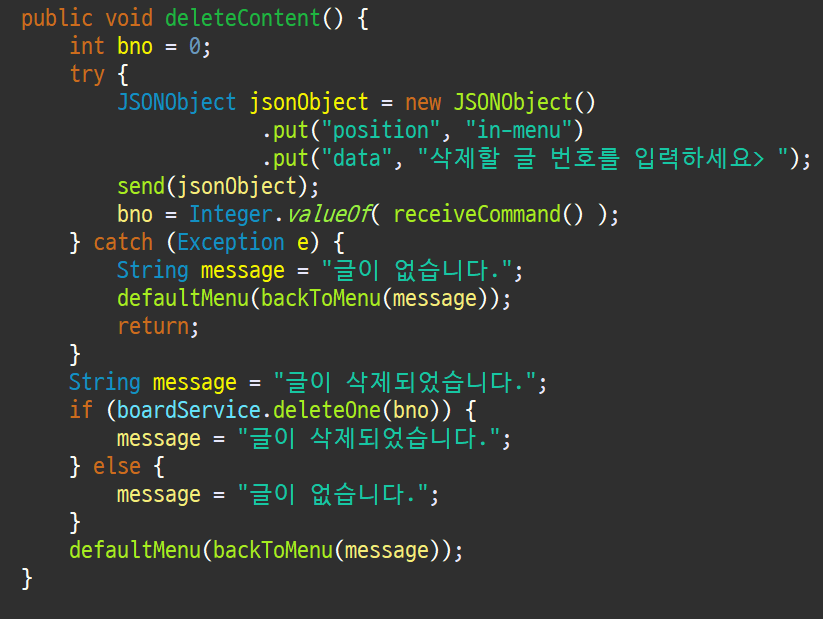 public void deleteContent() {
    int bno = 0;
    try {
        JSONObject jsonObject = new JSONObject()
                    .put("position", "in-menu")
                    .put("data", "삭제할 글 번호를 입력하세요> ");
        send(jsonObject);
        bno = Integer.valueOf( receiveCommand() );
    } catch (Exception e) {
        String message = "글이 없습니다.";
        defaultMenu(backToMenu(message));
        return;
    }
    String message = "글이 삭제되었습니다.";
    if (boardService.deleteOne(bno)) {
        message = "글이 삭제되었습니다.";
    } else {
        message = "글이 없습니다.";
    }
    defaultMenu(backToMenu(message));
}